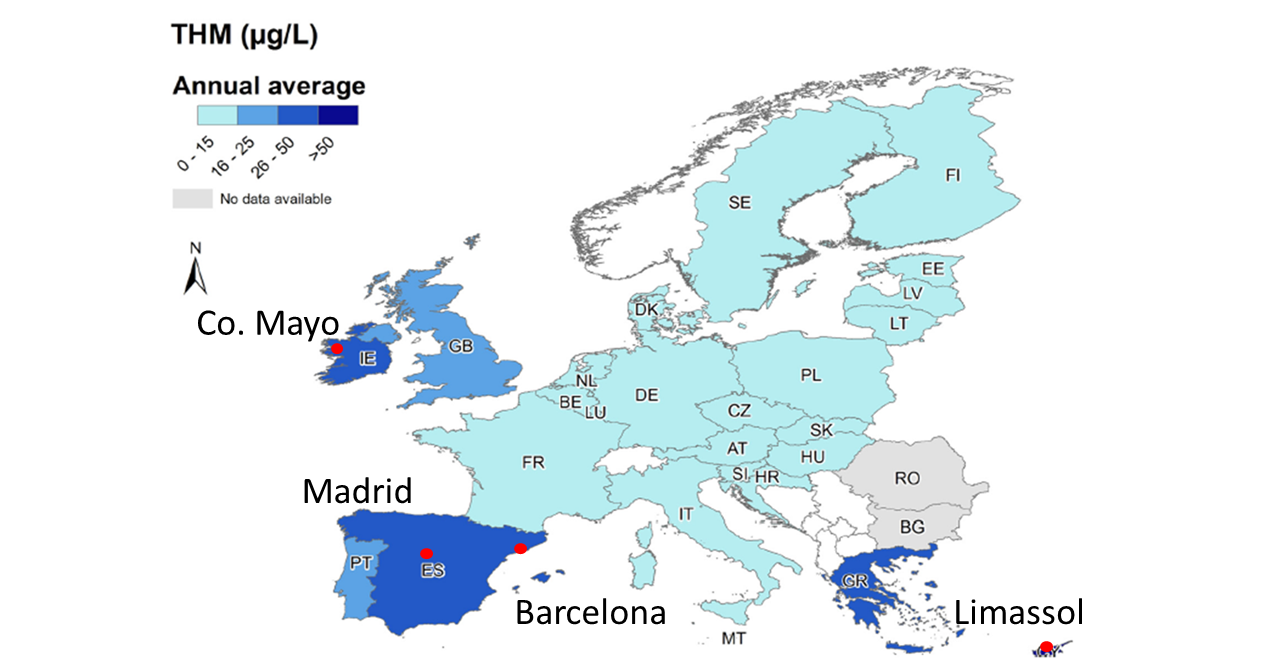 THM (µg/L)
Annual average
0 - 15
16 - 25
26 - 50
>50
No data available
N
FI
SE
EE
LV
DK
LT
Co. Mayo
GB
IE
PL
NL
DE
BE
LU
CZ
SK
AT
HU
FR
SI
HR
RO
Madrid
IT
BG
PT
ES
GR
Barcelona
Limassol
MT